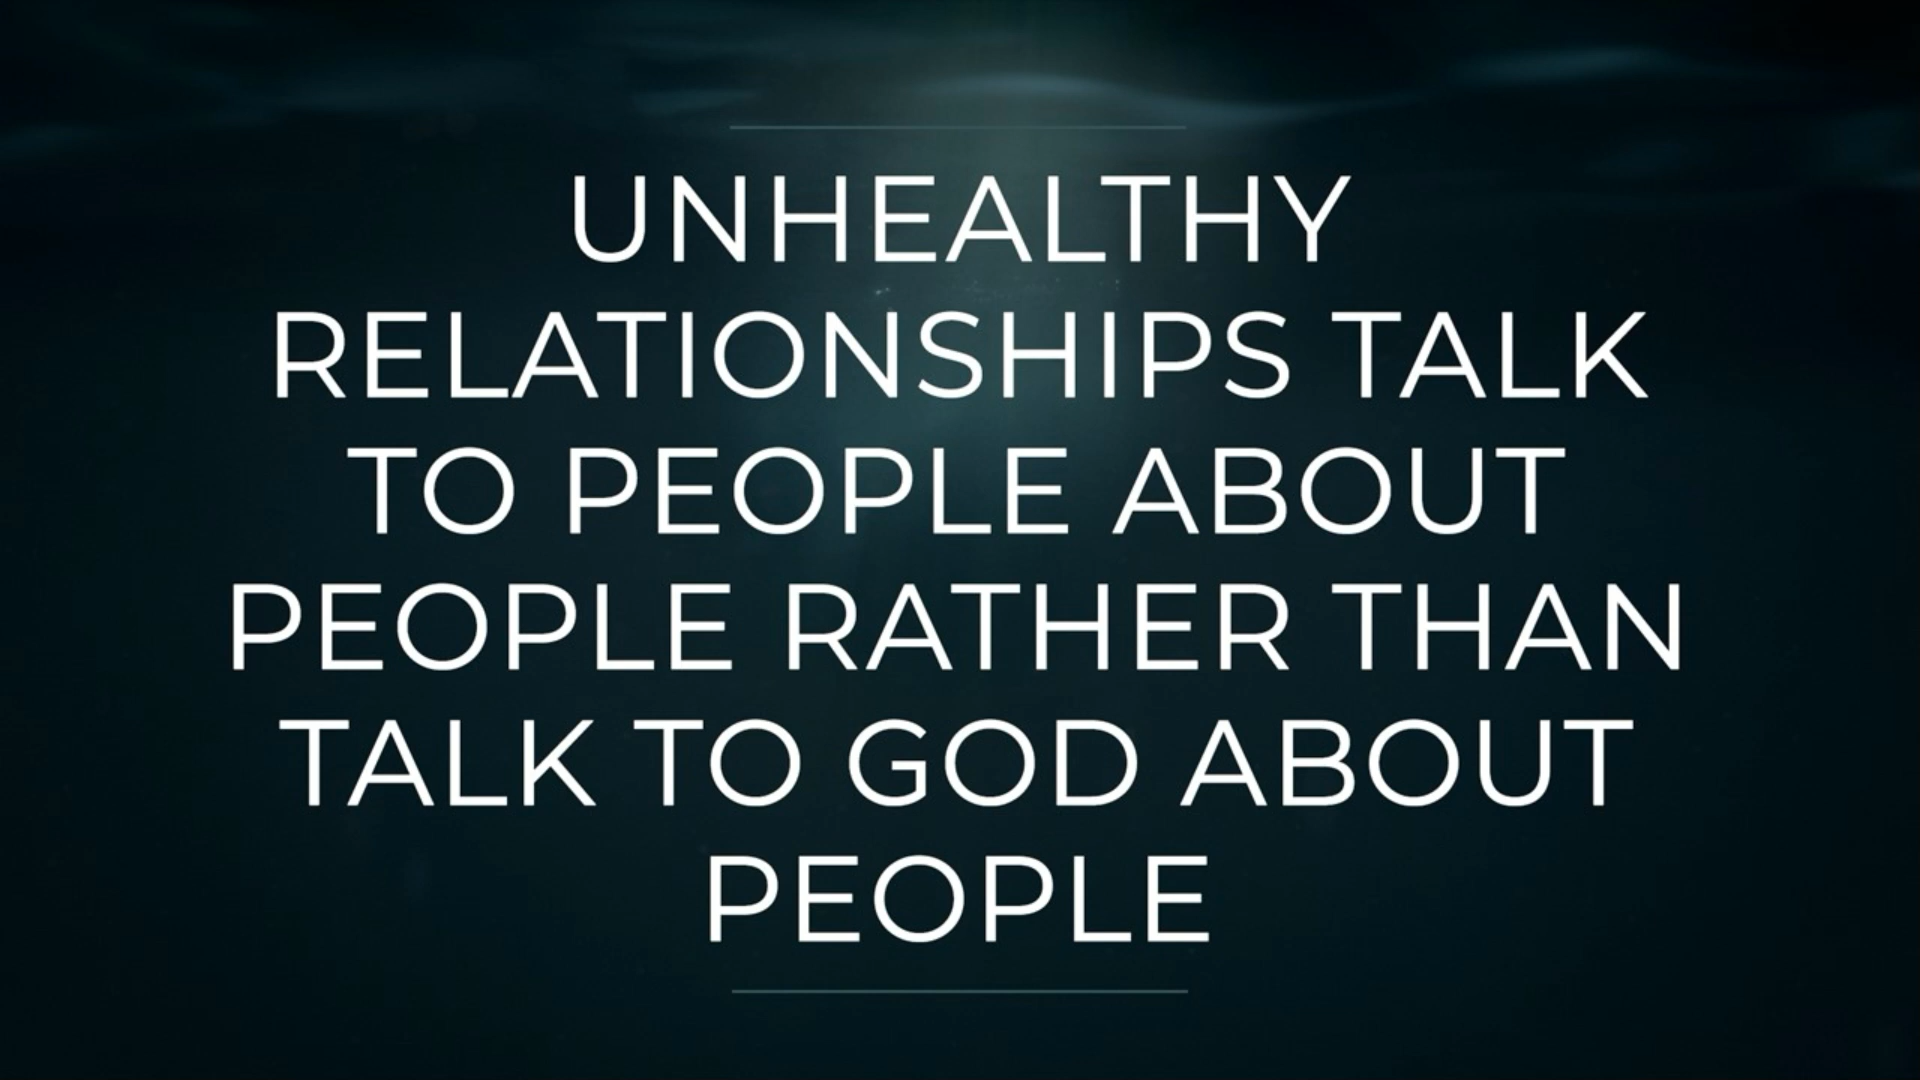 UNHEALTHY
RELATIONSHIPS TALK
TO PEOPLE ABOUT
PEOPLE RATHER THAN
TALK TO GOD ABOUT
PEOPLE